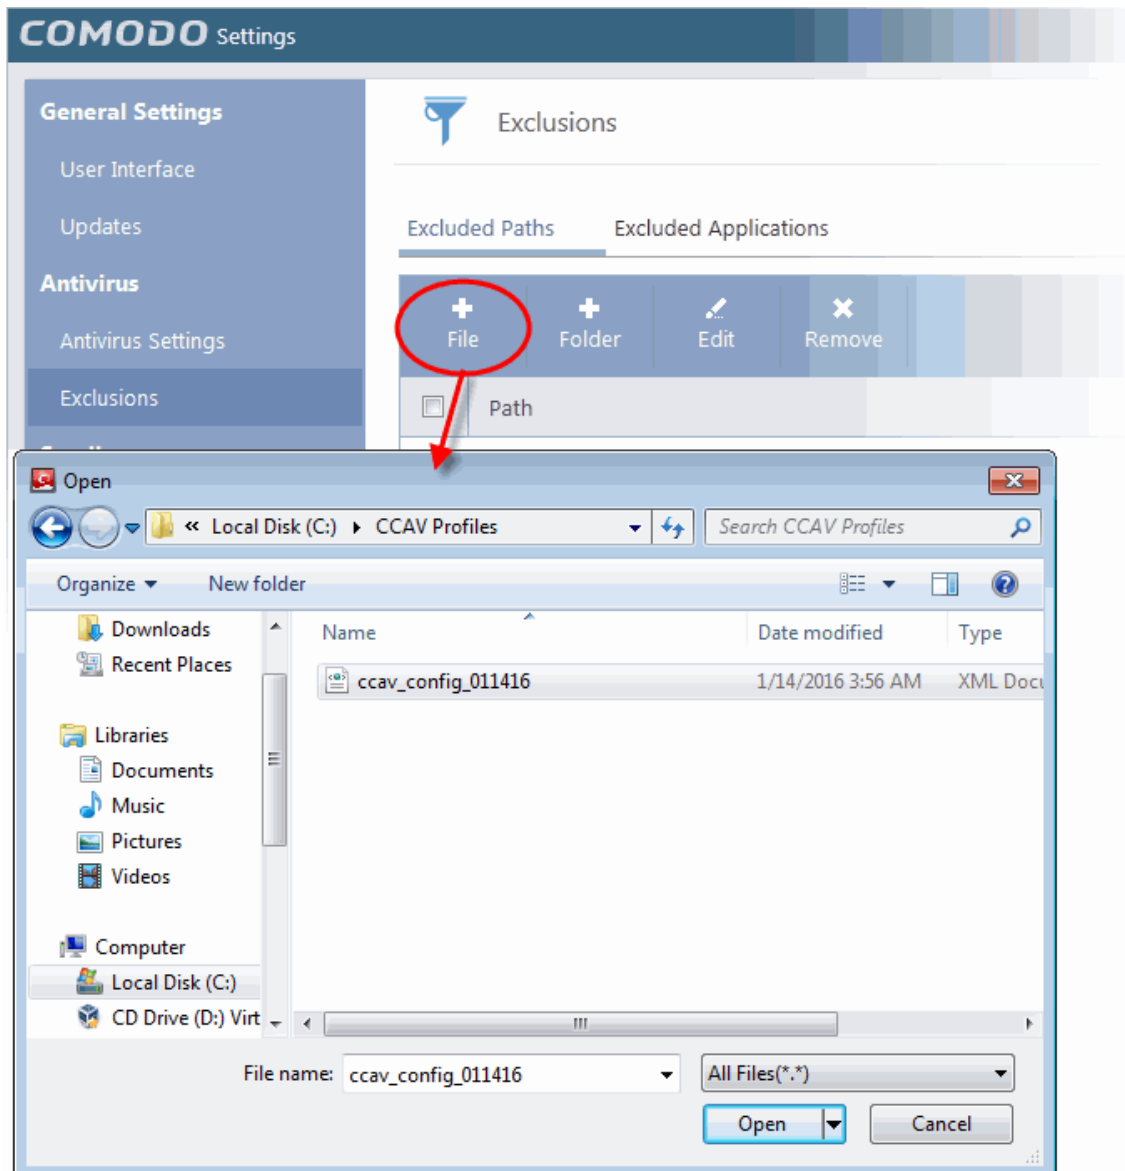 COMODO Settings
General Settings
User Interface
Updates
Antivirus
Antivirus Settings
Exclusions
Exclusions
Excluded Paths Excluded Applications
File Folder Edit Remove
Path
Open
« Local Disk (C:) CCAV Profiles Search CCAV Profiles
Organize New folder
Downloads
Recent Places
Libraries
Documents
Music
Pictures
Videos
Computer
Local Disk (C:)
CD Drive (D:) Virt
Name Date modified Type
ccav_config_011416 1/14/2016 3:56 AM XML Docu
File name: ccav_config_011416 All Files(*.*)
Open Cancel